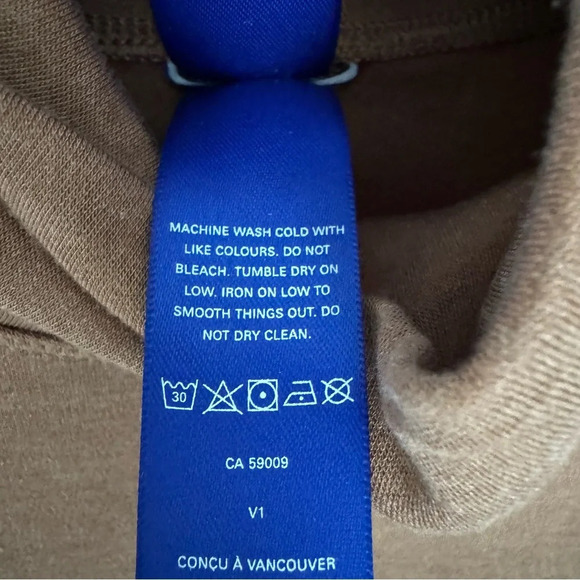 MACHINE WASH COLD WITH
LIKE COLOURS. DO NOT
BLEACH. TUMBLE DRY ON
LOW. IRON ON LOW TO
SMOOTH THINGS OUT. DO
NOT DRY CLEAN.
30
CA 59009
V1
CONÇU À VANCOUVER